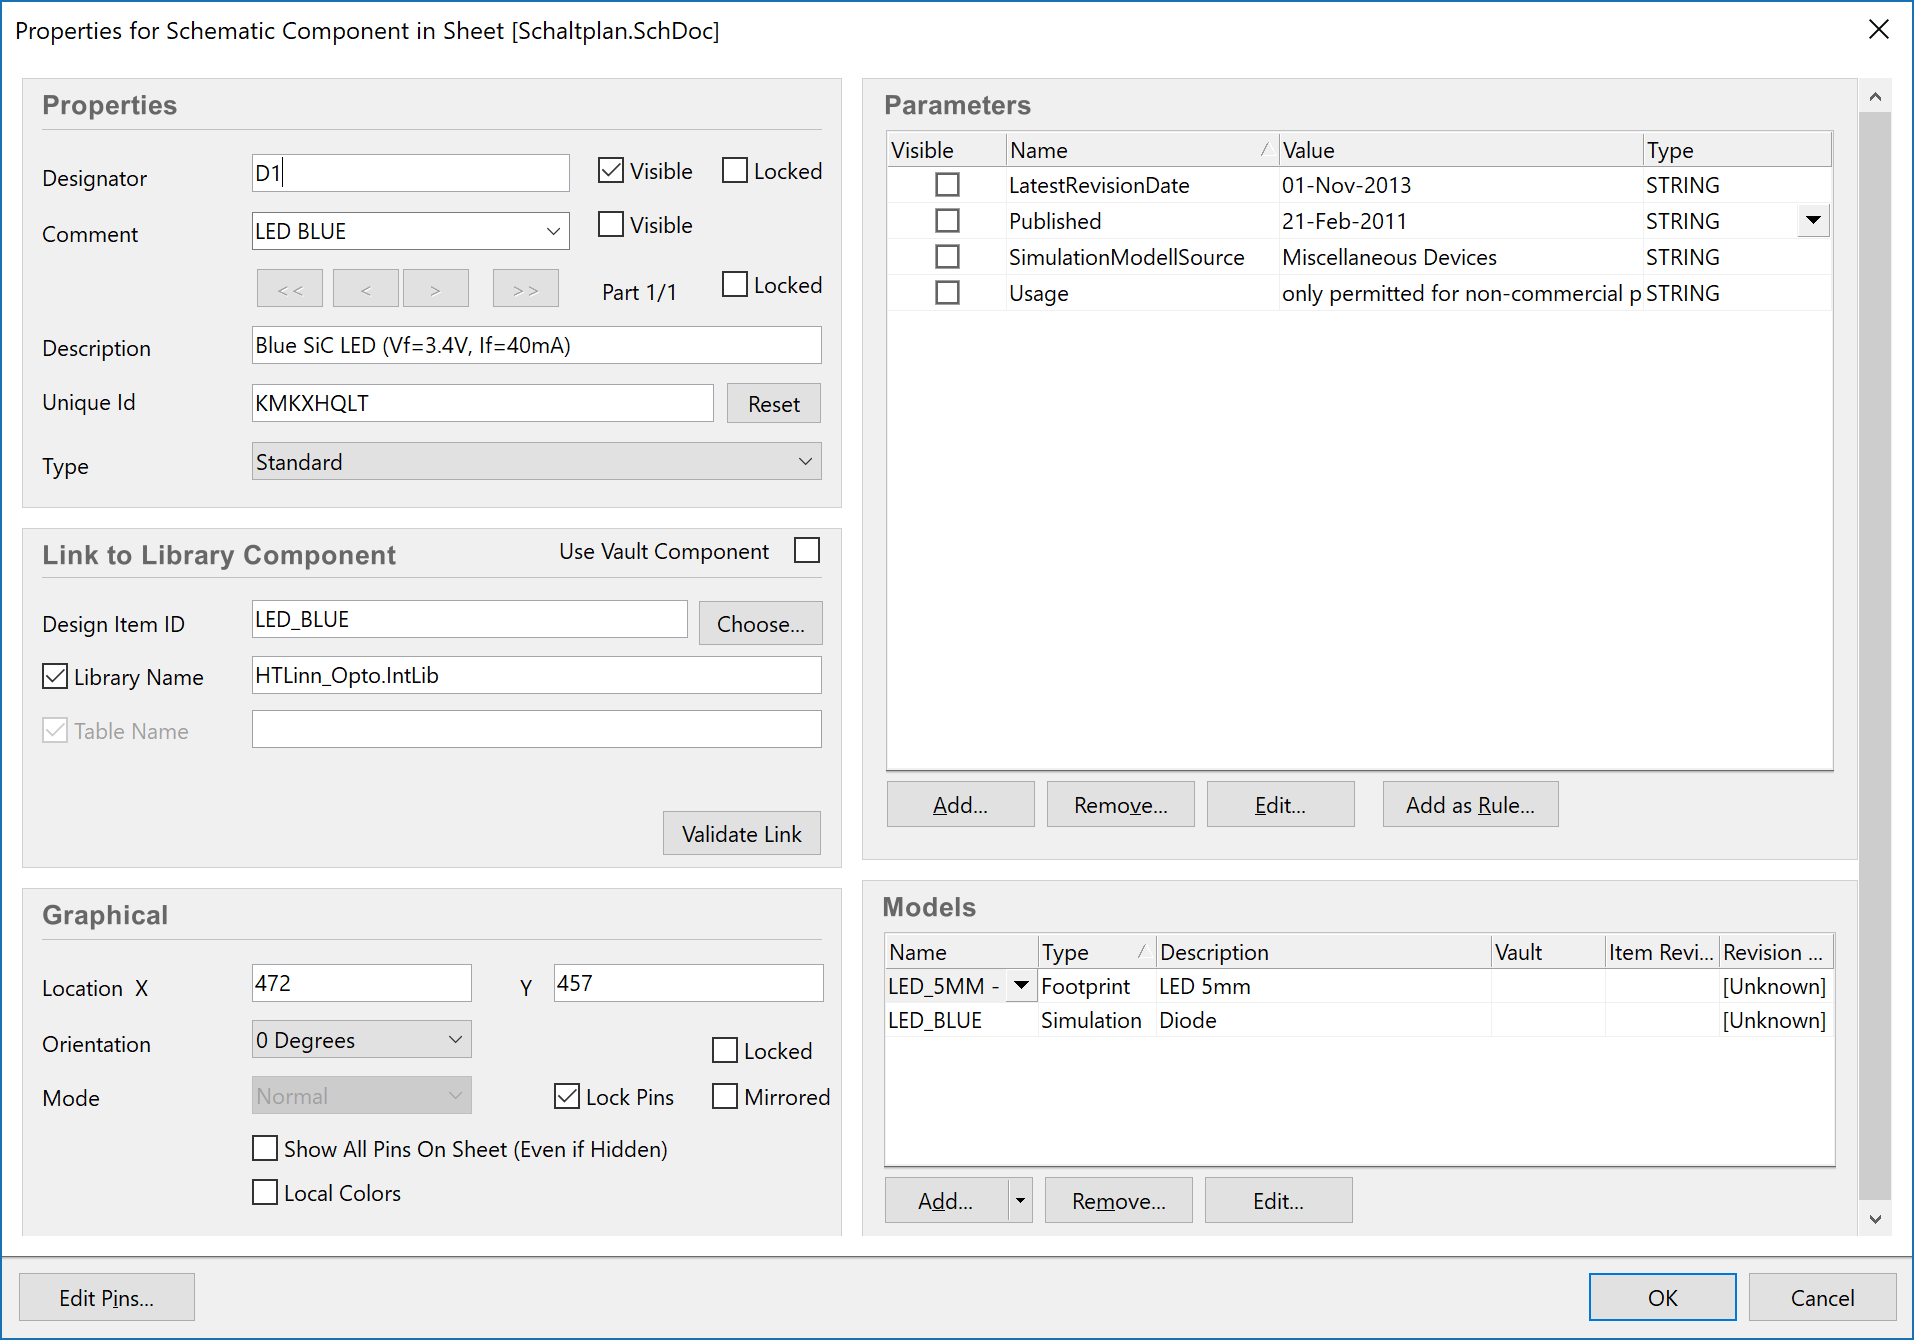 Properties for Schematic Component in Sheet [Schaltplan.SchDoc]
Properties
Designator D1 Visible Locked
Comment LED BLUE Visible
<< < > >> Part 1/1 Locked
Description Blue SiC LED (Vf=3.4V, If=40mA)
Unique Id KMKXHQLT Reset
Type Standard
Link to Library Component Use Vault Component
Design Item ID LED_BLUE Choose...
Library Name HTLinn_Opto.IntLib
Table Name
Validate Link
Graphical
Location X 472 Y 457
Orientation 0 Degrees Locked
Mode Normal Lock Pins Mirrored
Show All Pins On Sheet (Even if Hidden)
Local Colors
Parameters
Visible Name Value Type
LatestRevisionDate 01-Nov-2013 STRING
Published 21-Feb-2011 STRING
SimulationModellSource Miscellaneous Devices STRING
Usage only permitted for non-commercial p STRING
Add... Remove... Edit... Add as Rule...
Models
Name Type Description Vault Item Revi... Revision ...
LED_5MM - Footprint LED 5mm [Unknown]
LED_BLUE Simulation Diode [Unknown]
Add... Remove... Edit...
Edit Pins... OK Cancel